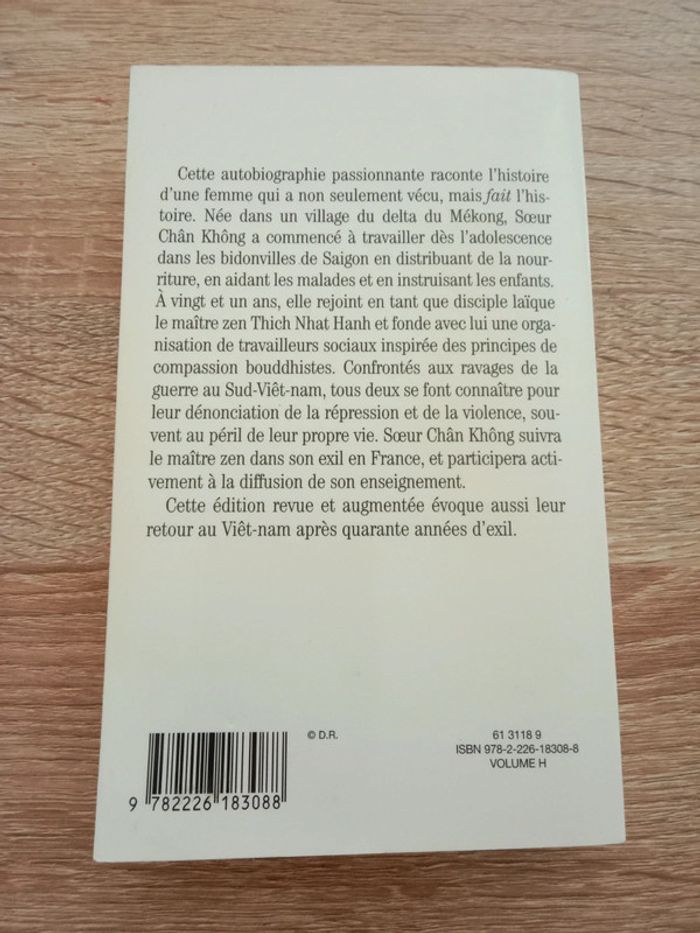 Cette autobiographie passionnante raconte l'histoire
d'une femme qui a non seulement vécu, mais fait l'his-
toire. Née dans un village du delta du Mékong, Sœur
Chân Không a commencé à travailler dès l'adolescence
dans les bidonvilles de Saigon en distribuant de la nour-
riture, en aidant les malades et en instruisant les enfants.
À vingt et un ans, elle rejoint en tant que disciple laïque
le maître zen Thich Nhat Hanh et fonde avec lui une orga-
nisation de travailleurs sociaux inspirée des principes de
compassion bouddhistes. Confrontés aux ravages de la
guerre au Sud-Viêt-nam, tous deux se font connaître pour
leur dénonciation de la répression et de la violence, sou-
vent au péril de leur propre vie. Sœur Chân Không suivra
le maître zen dans son exil en France, et participera acti-
vement à la diffusion de son enseignement.
Cette édition revue et augmentée évoque aussi leur
retour au Viêt-nam après quarante années d'exil.
© D.R.
61 3118 9
ISBN 978-2-226-18308-8
VOLUME H
9 782226 183088